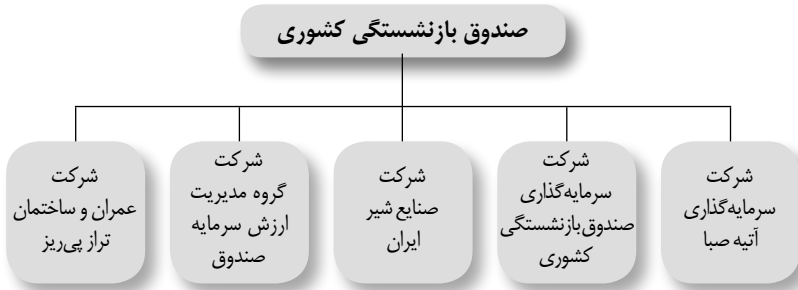 صندوق بازنشستگی کشوری
شرکت
سرمایه‌گذاری
آتیه صبا
شرکت
سرمایه‌گذاری
صندوق‌بازنشستگی
کشوری
شرکت
صنایع شیر
ایران
شرکت
گروه مدیریت
ارزش سرمایه
صندوق
شرکت
عمران و ساختمان
تراز پی‌ریز